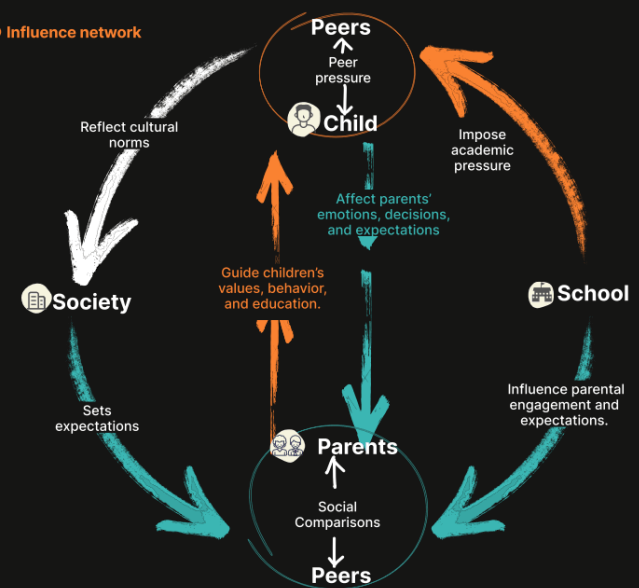 Influence network
Peers
Peer
pressure
Child
Reflect cultural
norms
Impose
academic
pressure
Affect parents'
emotions, decisions,
and expectations
Guide children's
values, behavior,
and education.
Society
School
Sets
expectations
Influence parental
engagement and
expectations.
Parents
Social
Comparisons
Peers